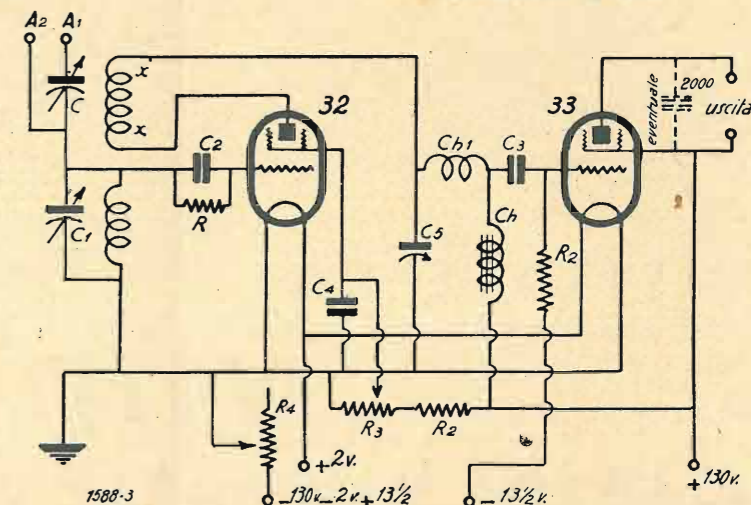 A2 A1
C
x
x
32
33
eventuale
2000
uscita
C2
R
C1
Ch1
C3
Ch
C5
C4
R2
R4
R3
R2
+2v.
-130v-2v.+13½
-13½v.
+130v.
1588-3